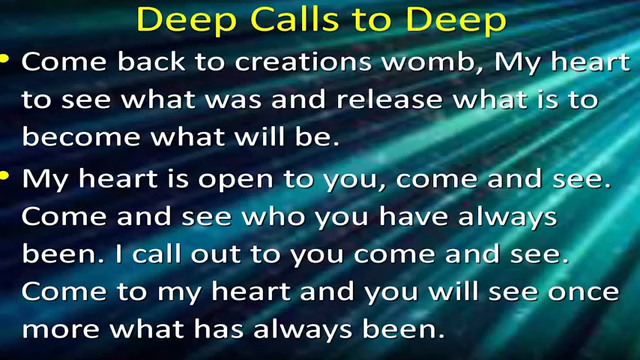 Deep Calls to Deep
• Come back to creations womb, My heart
to see what was and release what is to
become what will be.
• My heart is open to you, come and see.
Come and see who you have always
been. I call out to you come and see.
Come to my heart and you will see once
more what has always been.